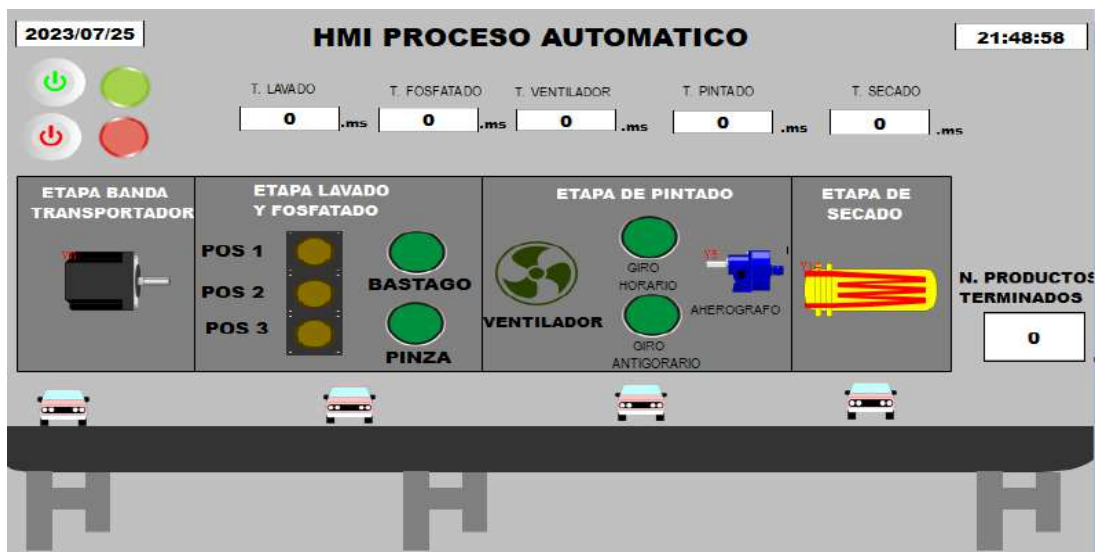 2023/07/25
HMI PROCESO AUTOMATICO
21:48:58
T. LAVADO
T. FOSFATADO
T. VENTILADOR
T. PINTADO
T. SECADO
0 .ms
0 .ms
0 .ms
0 .ms
0 .ms
ETAPA BANDA
TRANSPORTADOR
ETAPA LAVADO
Y FOSFATADO
POS 1
POS 2
POS 3
BASTAGO
PINZA
ETAPA DE PINTADO
VENTILADOR
GIRO
HORARIO
GIRO
ANTIGORARIO
AHEROGRAFO
ETAPA DE
SECADO
N. PRODUCTOS
TERMINADOS
0